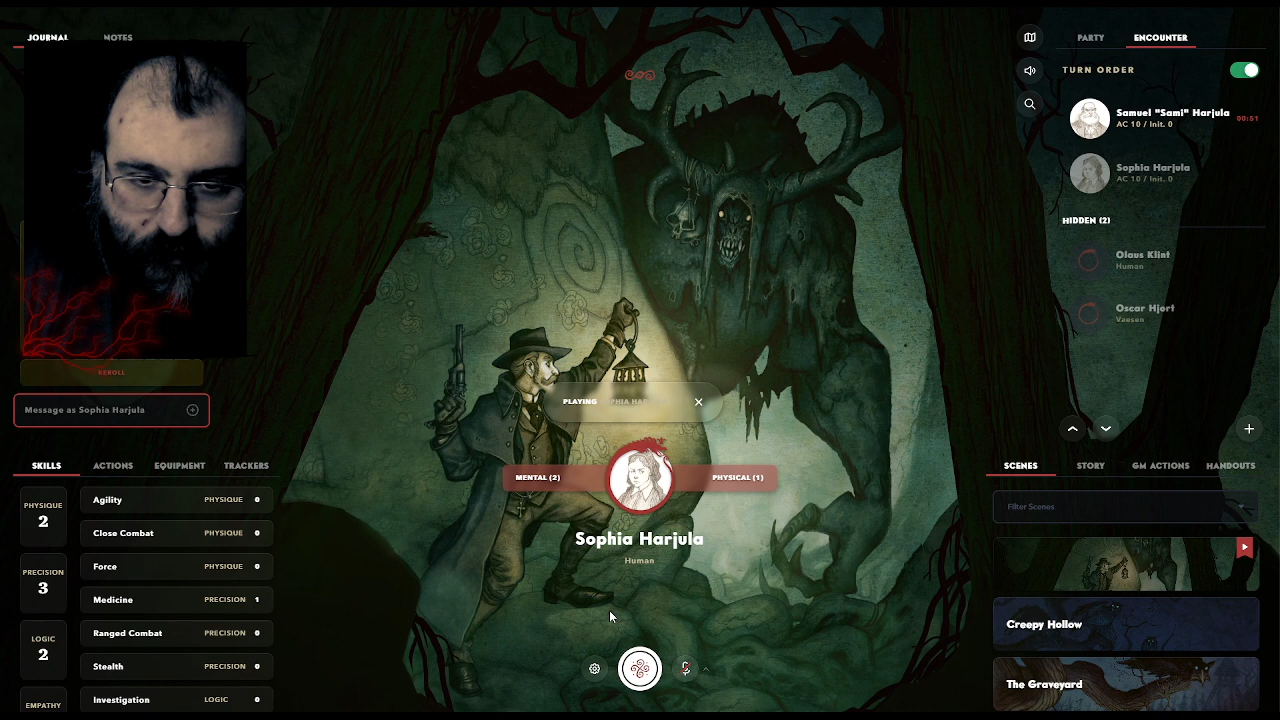 JOURNAL
NOTES
REROLL
Message as Sophia Harjula
SKILLS
ACTIONS
EQUIPMENT
TRACKERS
PHYSIQUE
2
PRECISION
3
LOGIC
2
EMPATHY
Agility PHYSIQUE 0
Close Combat PHYSIQUE 0
Force PHYSIQUE 0
Medicine PRECISION 1
Ranged Combat PRECISION 0
Stealth PRECISION 0
Investigation LOGIC 0
PLAYING
MENTAL (2)
PHYSICAL (1)
Sophia Harjula
Human
PARTY
ENCOUNTER
TURN ORDER
Samuel "Sami" Harjula
AC 10 / Init. 0
00:51
Sophia Harjula
AC 10 / Init. 0
HIDDEN (2)
Olaus Klint
Human
Oscar Hjort
Vaesen
SCENES
STORY
GM ACTIONS
HANDOUTS
Filter Scenes
Creepy Hollow
The Graveyard